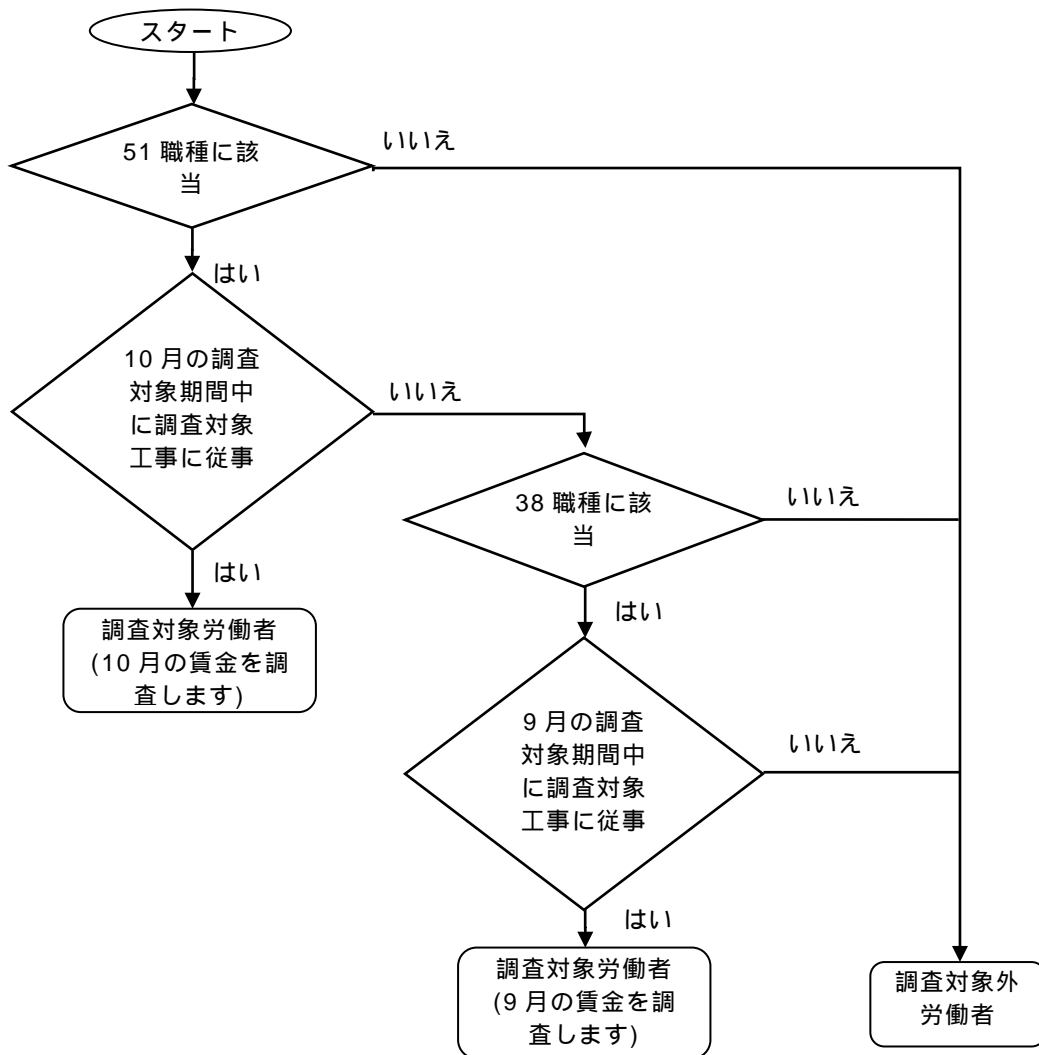 スタート
51 職種に該
当
いいえ
はい
10 月の調査
対象期間中
に調査対象
工事に従事
いいえ
はい
調査対象労働者
(10 月の賃金を調
査します)
38 職種に該
当
いいえ
はい
9 月の調査
対象期間中
に調査対象
工事に従事
いいえ
はい
調査対象労働者
(9 月の賃金を調
査します)
調査対象外
労働者